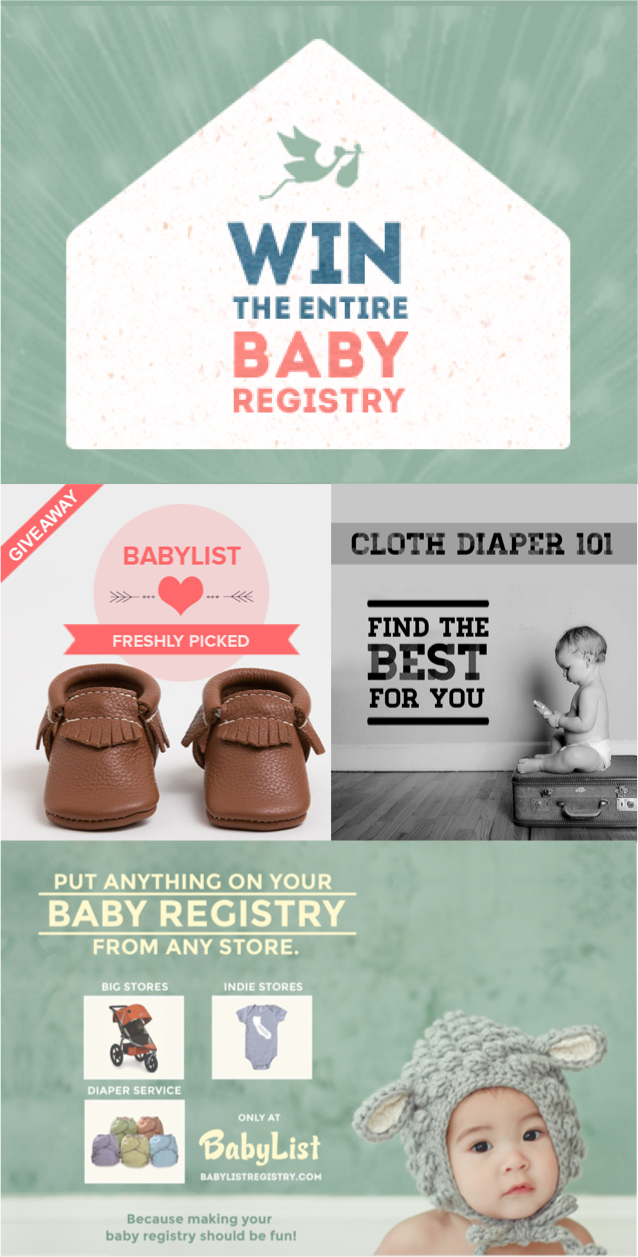 WIN
THE ENTIRE
BABY
REGISTRY
GIVEAWAY
BABYLIST
FRESHLY PICKED
CLOTH DIAPER 101
FIND THE
BEST
FOR YOU
PUT ANYTHING ON YOUR
BABY REGISTRY
FROM ANY STORE.
BIG STORES
INDIE STORES
DIAPER SERVICE
ONLY AT
BabyList
BABYLISTREGISTRY.COM
Because making your
baby registry should be fun!